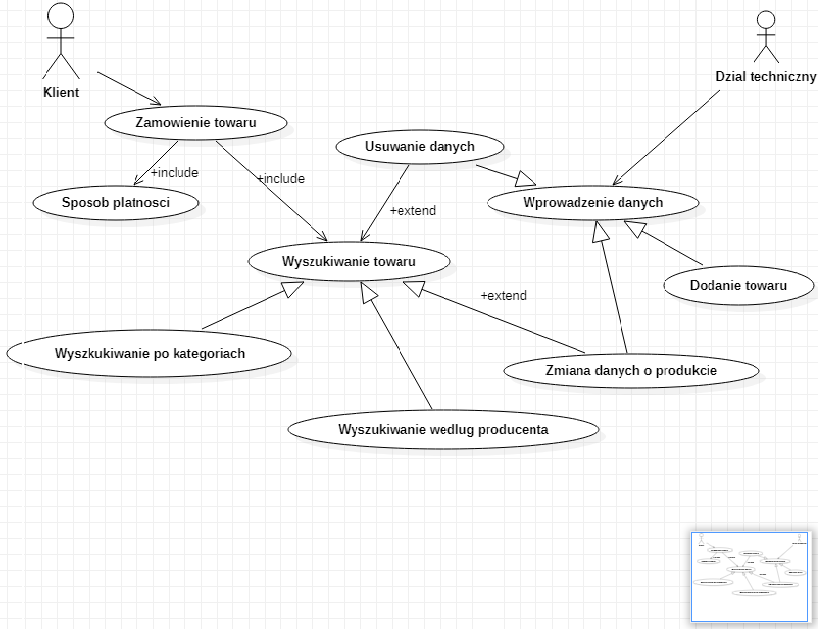 Klient
Dzial techniczny
Zamowienie towaru
Usuwanie danych
+include
+include
Sposob platnosci
Wprowadzenie danych
+extend
Wyszukiwanie towaru
Dodanie towaru
+extend
Wyszkukiwanie po kategoriach
Zmiana danych o produkcie
Wyszukiwanie wedlug producenta